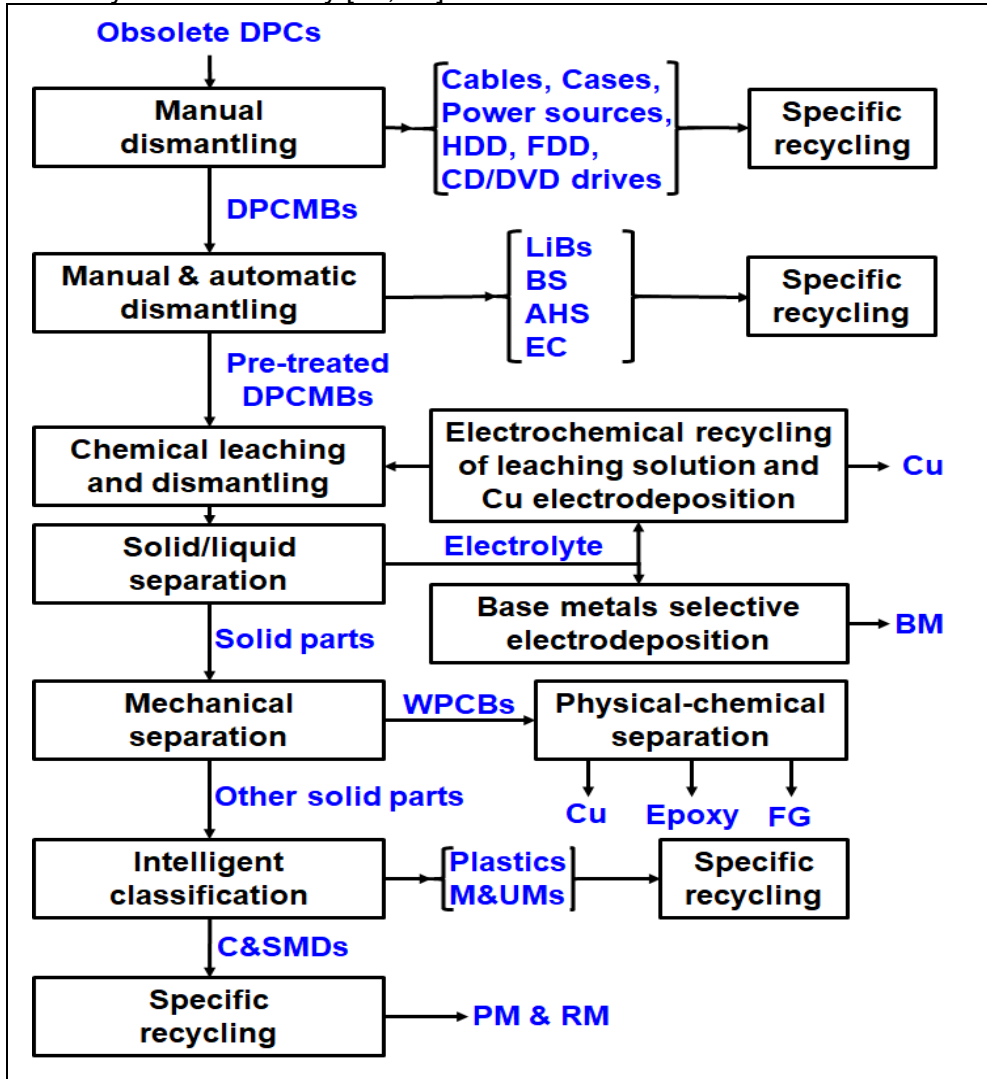 Obsolete DPCs
Manual
dismantling
Cables, Cases,
Power sources,
HDD, FDD,
CD/DVD drives
Specific
recycling
DPCMBs
Manual & automatic
dismantling
LiBs
BS
AHS
EC
Specific
recycling
Pre-treated
DPCMBs
Chemical leaching
and dismantling
Electrochemical recycling
of leaching solution and
Cu electrodeposition
Cu
Solid/liquid
separation
Electrolyte
Base metals selective
electrodeposition
BM
Solid parts
Mechanical
separation
WPCBs
Physical-chemical
separation
Cu
Epoxy
FG
Other solid parts
Intelligent
classification
Plastics
M&UMs
Specific
recycling
C&SMDs
Specific
recycling
PM & RM